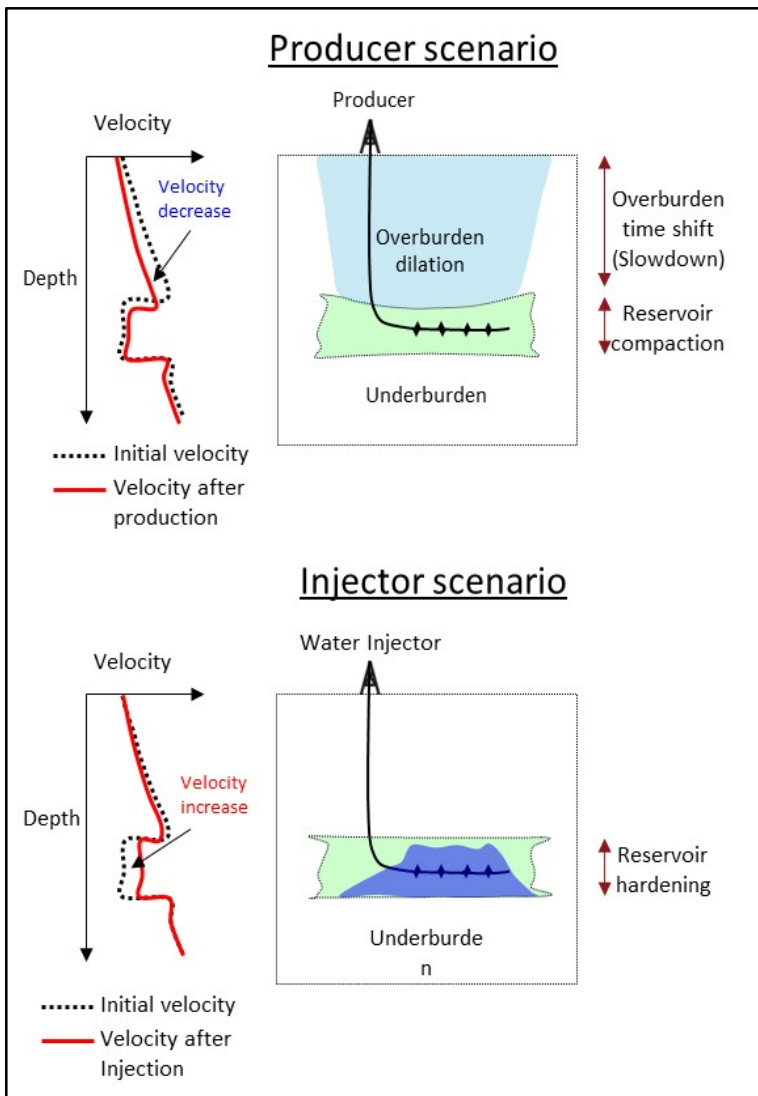 Producer scenario
Producer
Velocity
Velocity
decrease
Depth
Overburden
dilation
Overburden
time shift
(Slowdown)
Reservoir
compaction
Underburden
Initial velocity
Velocity after
production
Injector scenario
Water Injector
Velocity
Velocity
increase
Depth
Reservoir
hardening
Underburde
n
Initial velocity
Velocity after
Injection